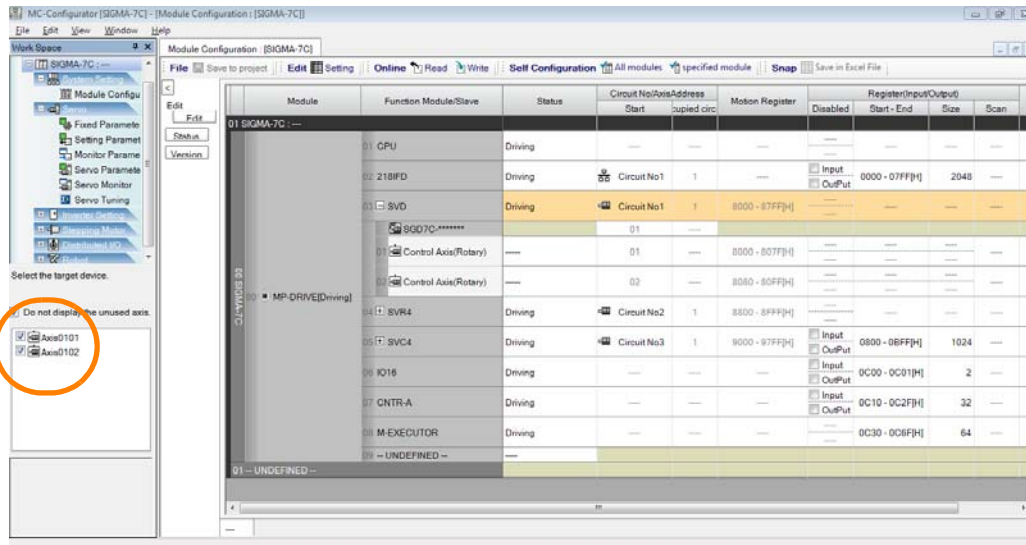 MC-Configurator [SIGMA-7C] - [Module Configuration : [SIGMA-7C]]
File Edit View Window Help
Work Space
SIGMA-7C : ---
System Setting
Module Configu
Servo
Fixed Paramete
Setting Paramet
Monitor Parame
Servo Paramete
Servo Monitor
Servo Tuning
Inverter Setting
Stepping Motor
Distributed I/O
Robot
Select the target device.
Do not display the unused axis.
Axis0101
Axis0102
Module Configuration : [SIGMA-7C]
File Save to project Edit Setting Online Read Write Self Configuration All modules specified module Snap Save in Excel File
<
Edit
Edit
Status
Version
Module Function Module/Slave Status Circuit No/AxisAddress Motion Register Register(Input/Output)
Start cupied circ Disabled Start - End Size Scan
01 SIGMA-7C : ---
00 SIGMA-7C
00 MP-DRIVE[Driving]
01 CPU Driving --- --- --- --- --- --- ---
02 218IFD Driving Circuit No1 1 --- Input OutPut 0000 - 07FF[H] 2048 ---
03 SVD Driving Circuit No1 1 8000 - 87FF[H] --- --- --- ---
SGD7C-******* 01 ---
01 Control Axis(Rotary) --- 01 --- 8000 - 807F[H] --- --- --- ---
02 Control Axis(Rotary) --- 02 --- 8080 - 80FF[H] --- --- --- ---
04 SVR4 Driving Circuit No2 1 8800 - 8FFF[H] --- --- --- ---
05 SVC4 Driving Circuit No3 1 9000 - 97FF[H] Input OutPut 0800 - 0BFF[H] 1024 ---
06 IO16 Driving --- --- --- Input OutPut 0C00 - 0C01[H] 2 ---
07 CNTR-A Driving --- --- --- Input OutPut 0C10 - 0C2F[H] 32 ---
08 M-EXECUTOR Driving --- --- --- --- 0C30 - 0C6F[H] 64 ---
09 -- UNDEFINED -- ---
01 -- UNDEFINED --
---